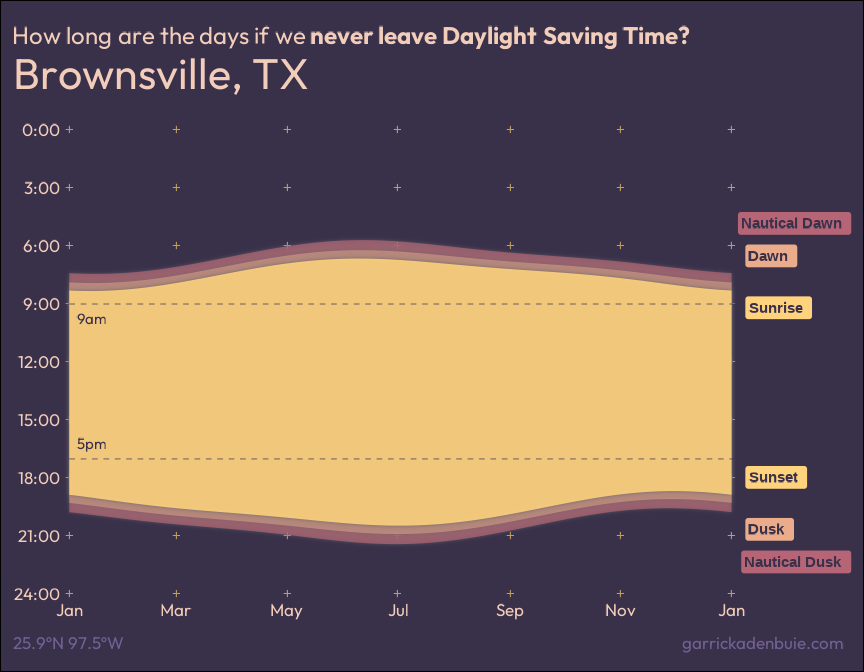 How long are the days if we never leave Daylight Saving Time?
Brownsville, TX
0:00
3:00
Nautical Dawn
6:00
Dawn
9:00
Sunrise
9am
12:00
15:00
5pm
18:00
Sunset
21:00
Dusk
Nautical Dusk
24:00
Jan Mar May Jul Sep Nov Jan
25.9°N 97.5°W
garrickadenbuie.com